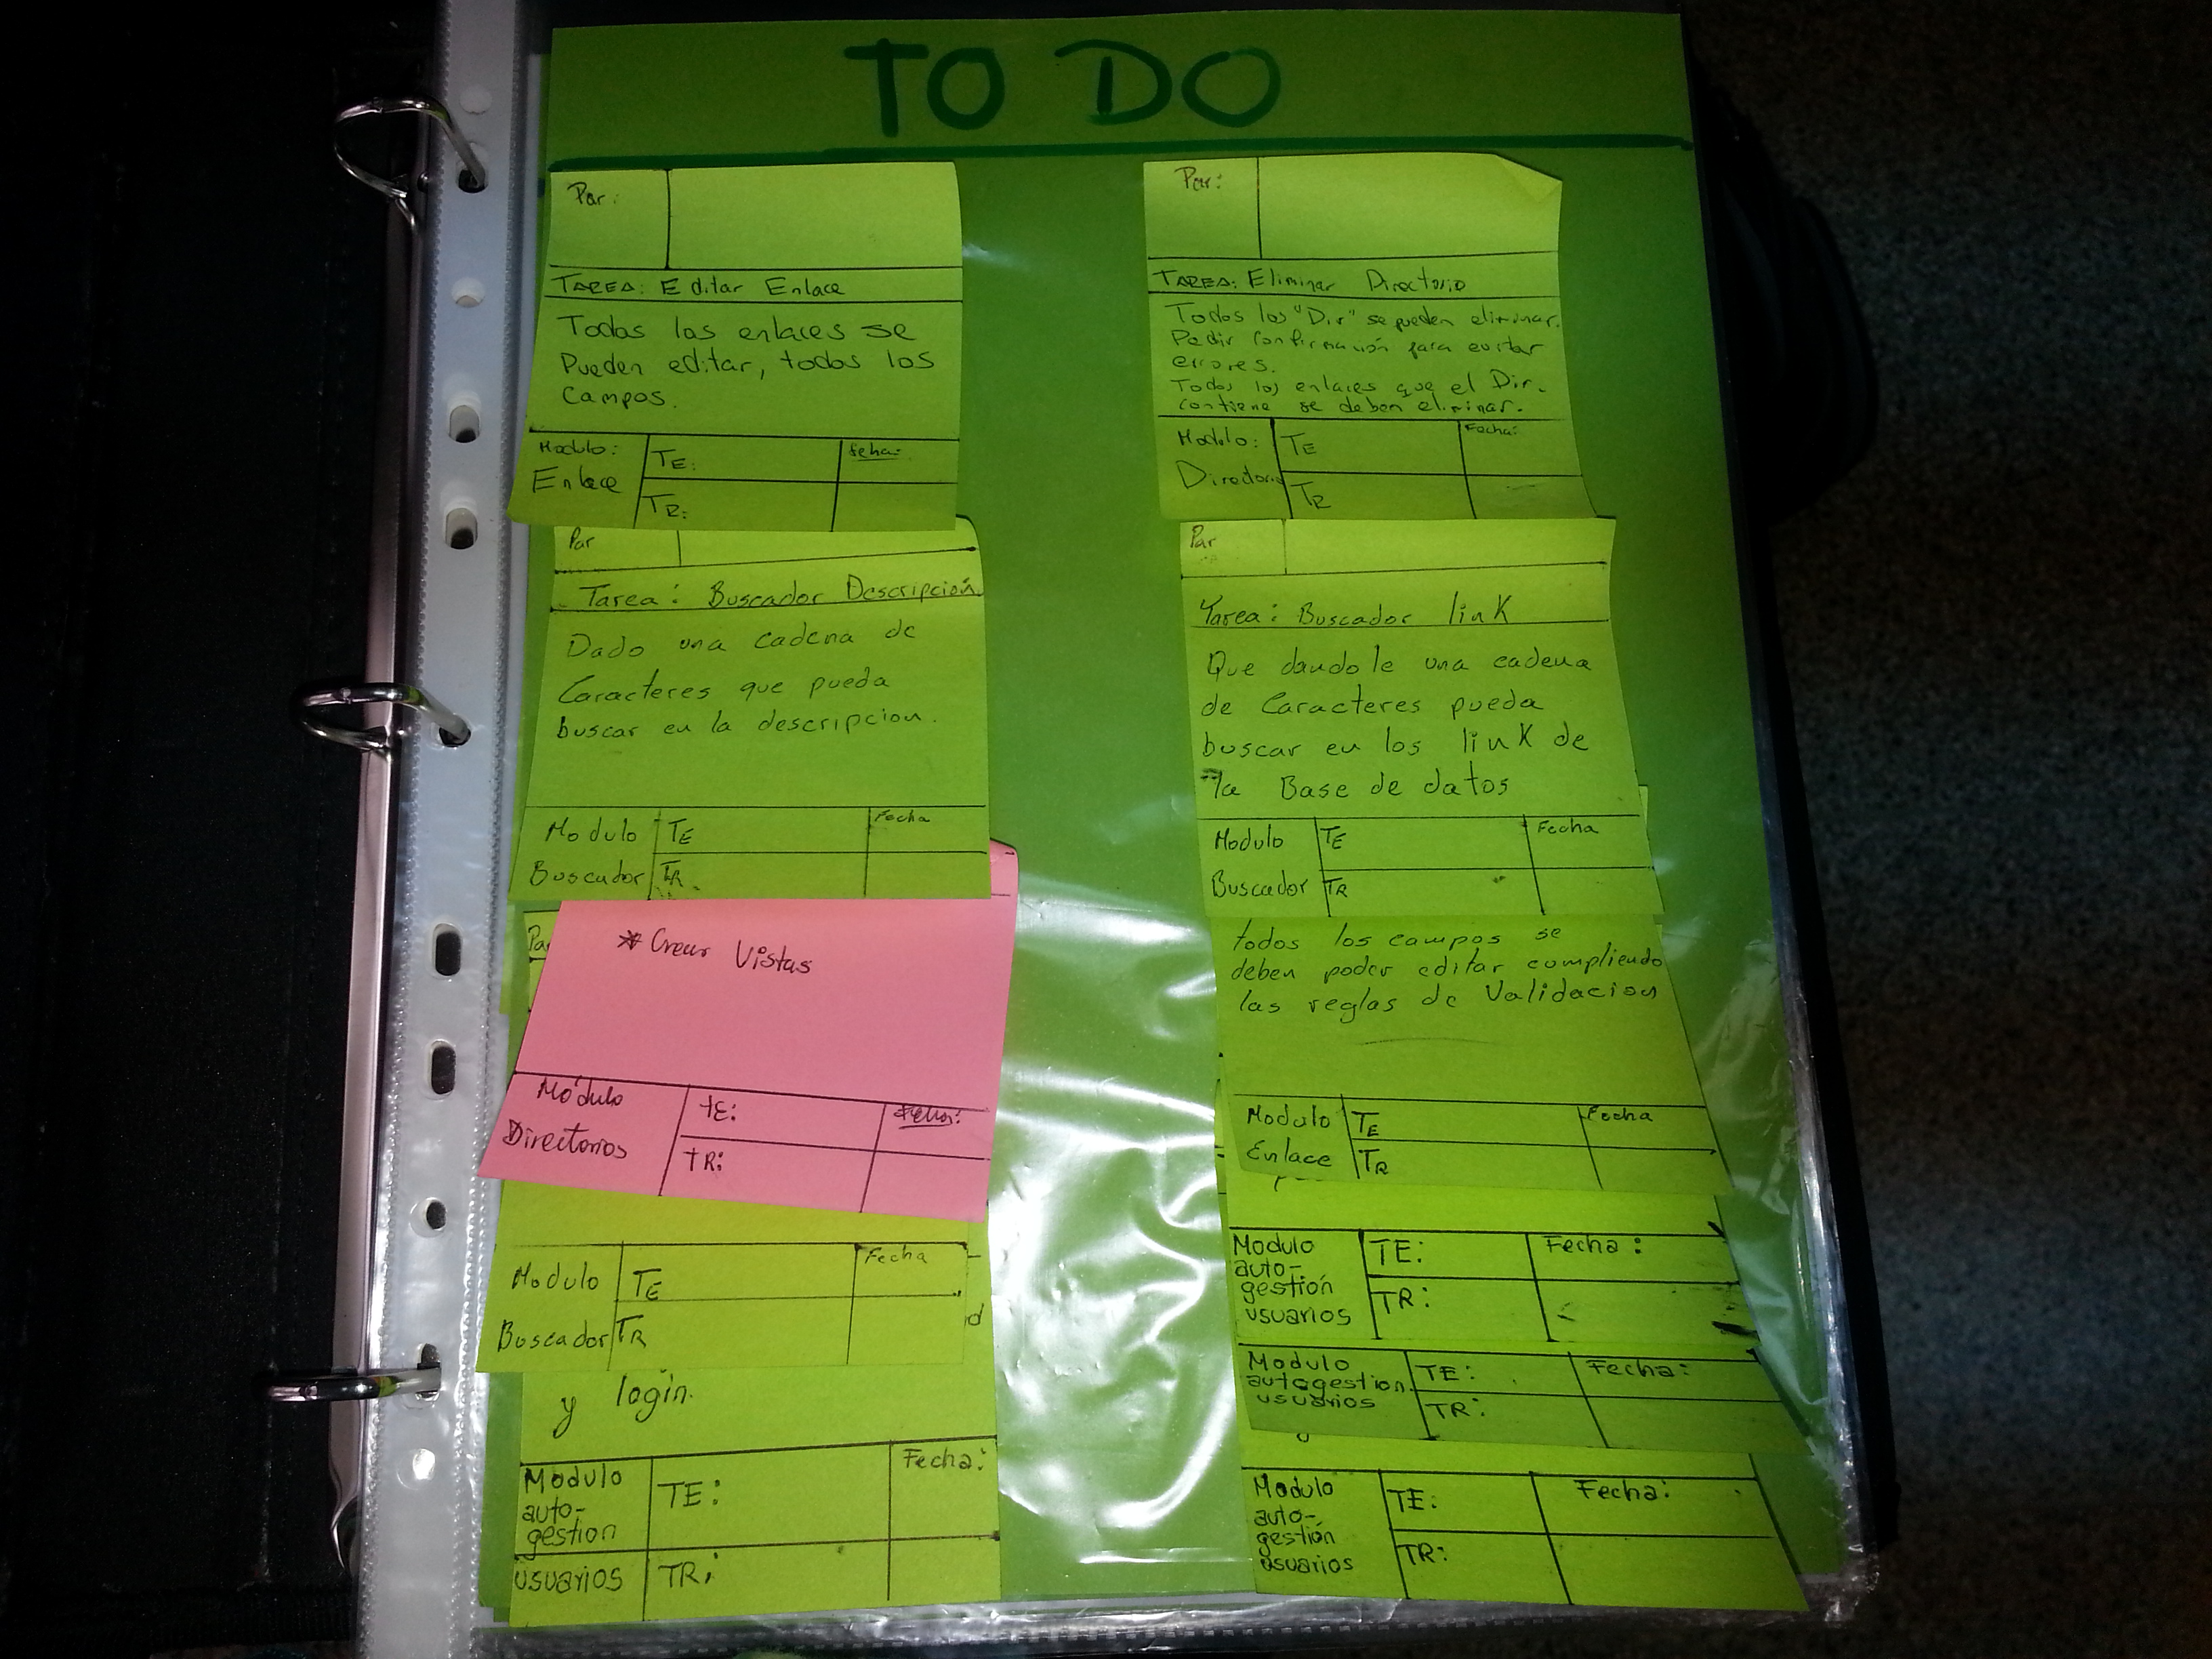 TO DO
Par:
TAREA: Editar Enlace
Todos los enlaces se
Pueden editar, todos los
Campos.
Modulo:
Enlace
TE:
TR:
fecha:
Par
Tarea: Buscador Descripción
Dado una cadena de
Caracteres que pueda
buscar en la descripcion.
Modulo
Buscador
TE
TR
Fecha
* Crear Vistas
Módulo
Directorios
TE:
TR:
Fecha:
Modulo
Buscador
TE
TR
Fecha
y login.
Modulo
auto-
gestion
usuarios
TE:
TR:
Fecha:
Par:
TAREA: Eliminar Directorio
Todos los "Dir" se pueden eliminar.
Pedir confirmación para evitar
errores.
Todos los enlaces que el Dir.
contiene se deben eliminar.
Modulo:
Directorio
TE
TR
Fecha:
Par
Tarea: Buscador link
Que dandole una cadena
de Caracteres pueda
buscar en los link de
la Base de datos
Modulo
Buscador
TE
TR
Fecha
todos los campos se
deben poder editar cumpliendo
las reglas de Validacion
Modulo
Enlace
TE
TR
Fecha
Modulo
auto-
gestión
usuarios
TE:
TR:
Fecha:
Modulo
autogestion
usuarios
TE:
TR:
Fecha:
Modulo
auto-
gestión
usuarios
TE:
TR:
Fecha: